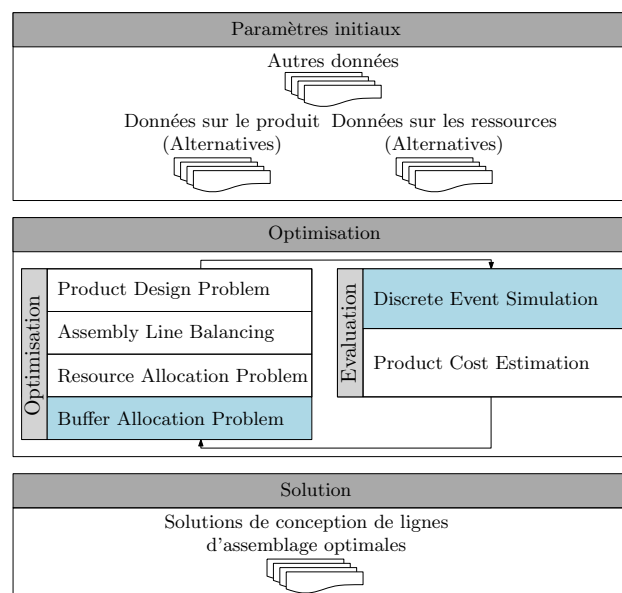 Paramètres initiaux
Autres données
Données sur le produit
(Alternatives)
Données sur les ressources
(Alternatives)
Optimisation
Optimisation
Product Design Problem
Assembly Line Balancing
Resource Allocation Problem
Buffer Allocation Problem
Evaluation
Discrete Event Simulation
Product Cost Estimation
Solution
Solutions de conception de lignes
d'assemblage optimales